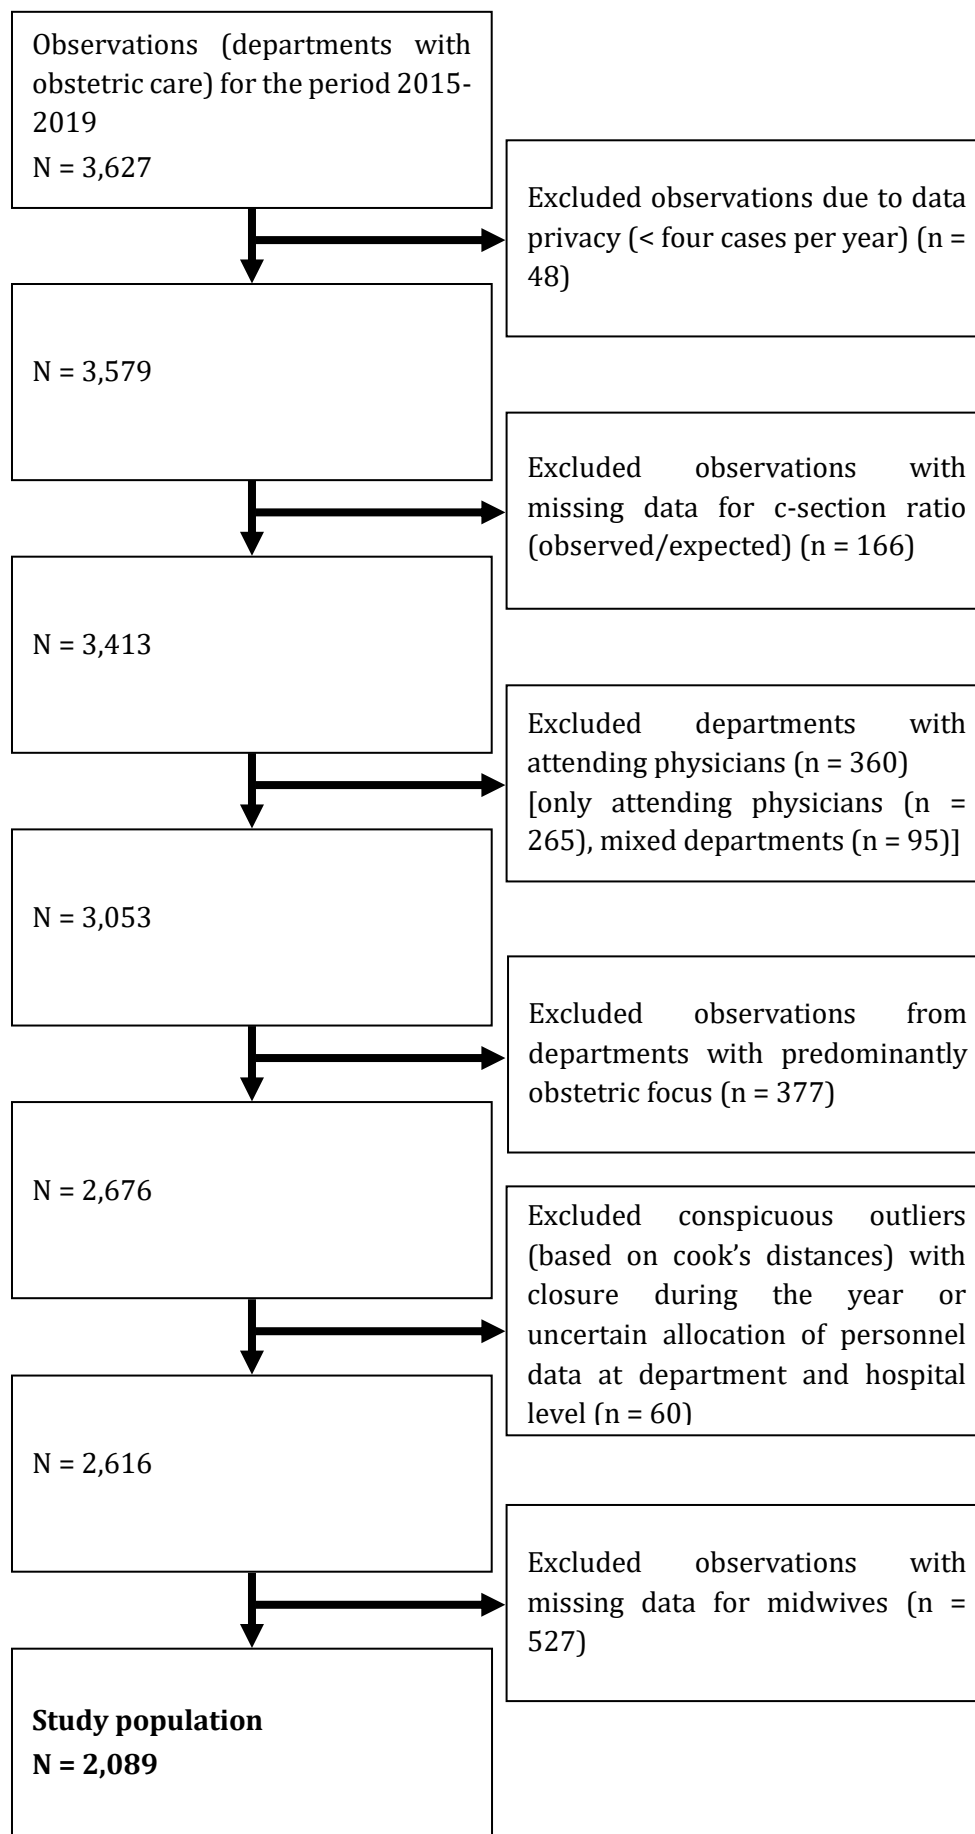 Observations (departments with
obstetric care) for the period 2015-
2019
N = 3,627
Excluded observations due to data
privacy (< four cases per year) (n =
48)
N = 3,579
Excluded observations with
missing data for c-section ratio
(observed/expected) (n = 166)
N = 3,413
Excluded departments with
attending physicians (n = 360)
[only attending physicians (n =
265), mixed departments (n = 95)]
N = 3,053
Excluded observations from
departments with predominantly
obstetric focus (n = 377)
N = 2,676
Excluded conspicuous outliers
(based on cook's distances) with
closure during the year or
uncertain allocation of personnel
data at department and hospital
level (n = 60)
N = 2,616
Excluded observations with
missing data for midwives (n =
527)
Study population
N = 2,089